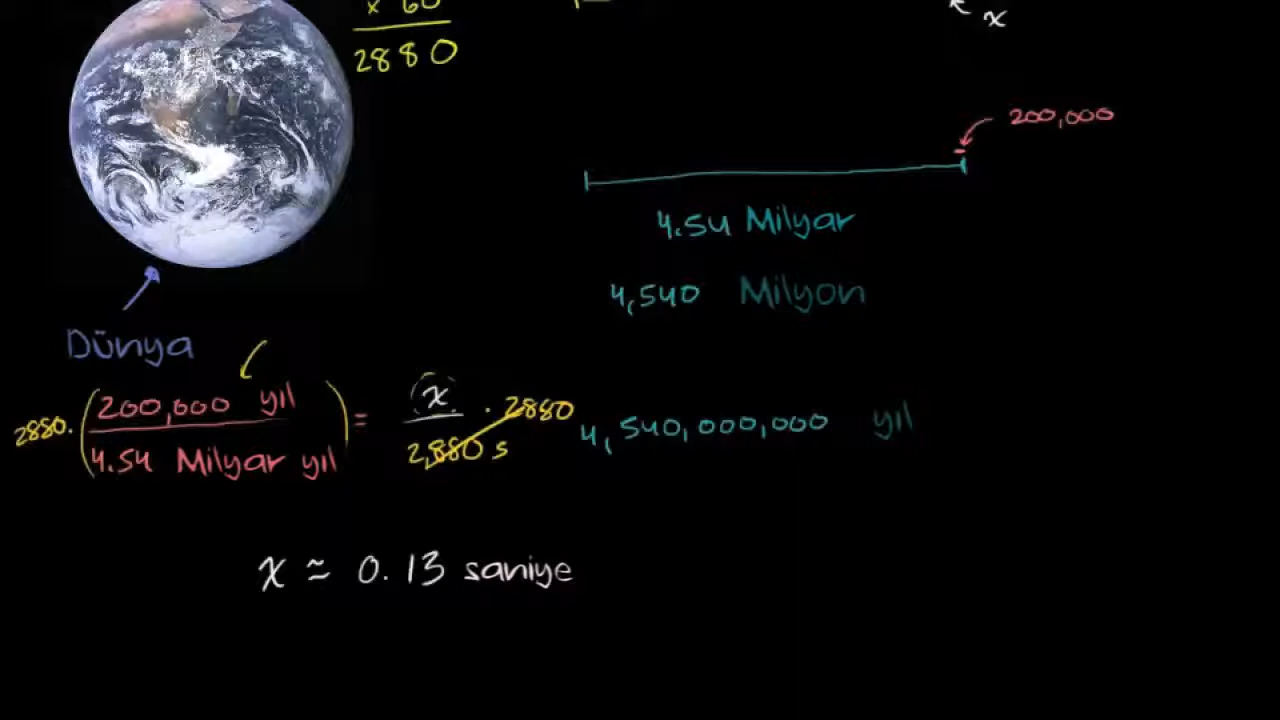 x 60
2880
x
200,000
4.54 Milyar
4,540 Milyon
Dünya
2880. (200,000 yıl / 4.54 Milyar yıl) = x / 2,880 s . 2880
4,540,000,000 yıl
x ≈ 0.13 saniye